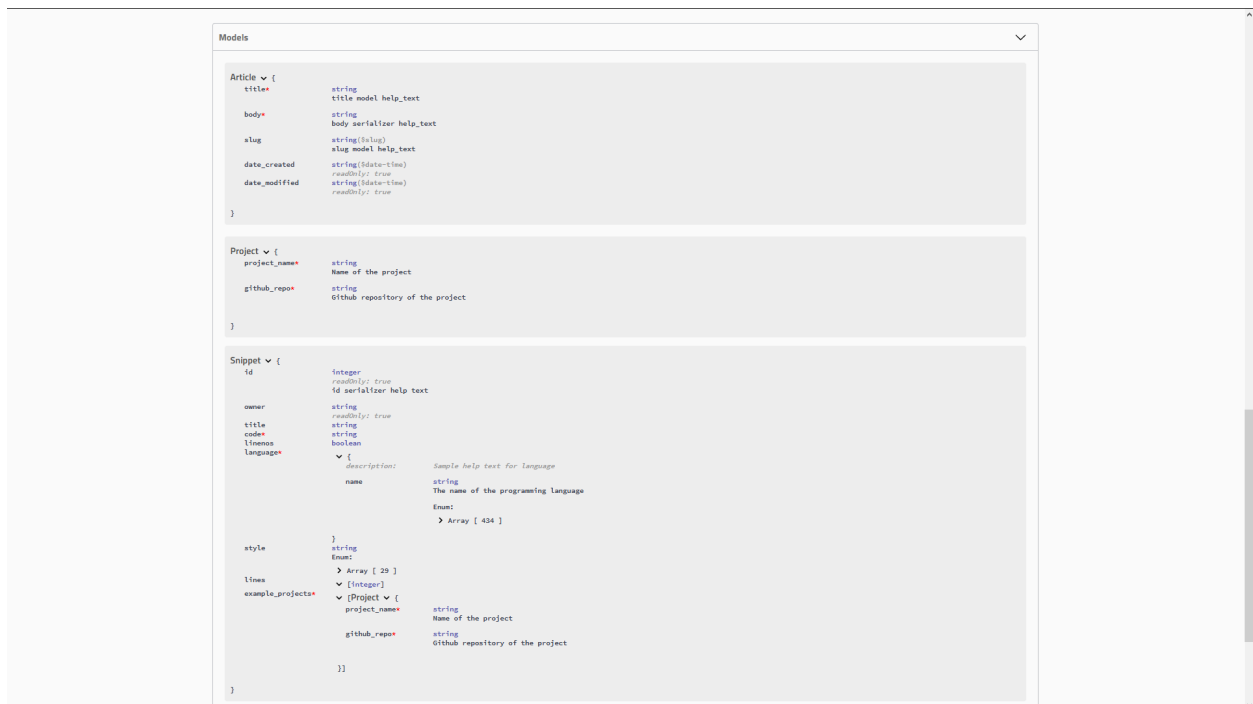 Models
Article {
title* string
title model help_text
body* string
body serializer help_text
slug string($slug)
slug model help_text
date_created string($date-time)
readOnly: true
date_modified string($date-time)
readOnly: true
}
Project {
project_name* string
Name of the project
github_repo* string
Github repository of the project
}
Snippet {
id integer
readOnly: true
id serializer help text
owner string
readOnly: true
title string
code* string
linenos boolean
language* {
description: Sample help text for language
name string
The name of the programming language
Enum:
Array [ 434 ]
}
style string
Enum:
Array [ 29 ]
lines [integer]
example_projects* [Project {
project_name* string
Name of the project
github_repo* string
Github repository of the project
}]
}